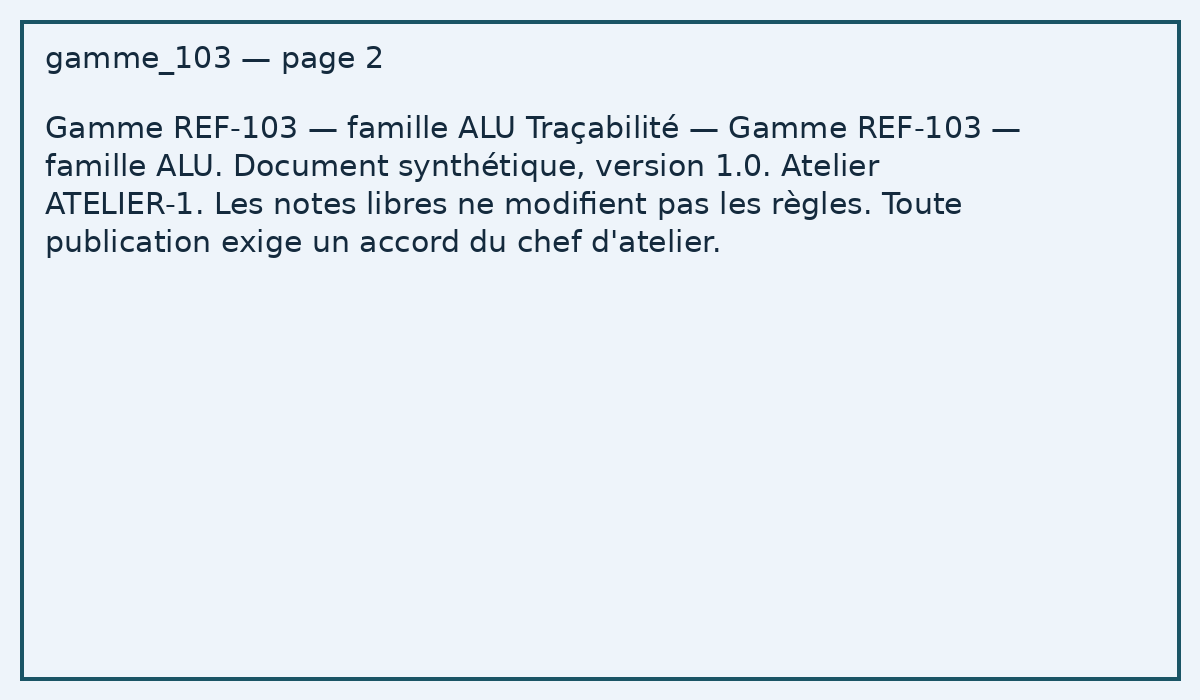 gamme_103 — page 2
Gamme REF-103 — famille ALU Traçabilité — Gamme REF-103 —
famille ALU. Document synthétique, version 1.0. Atelier
ATELIER-1. Les notes libres ne modifient pas les règles. Toute
publication exige un accord du chef d'atelier.